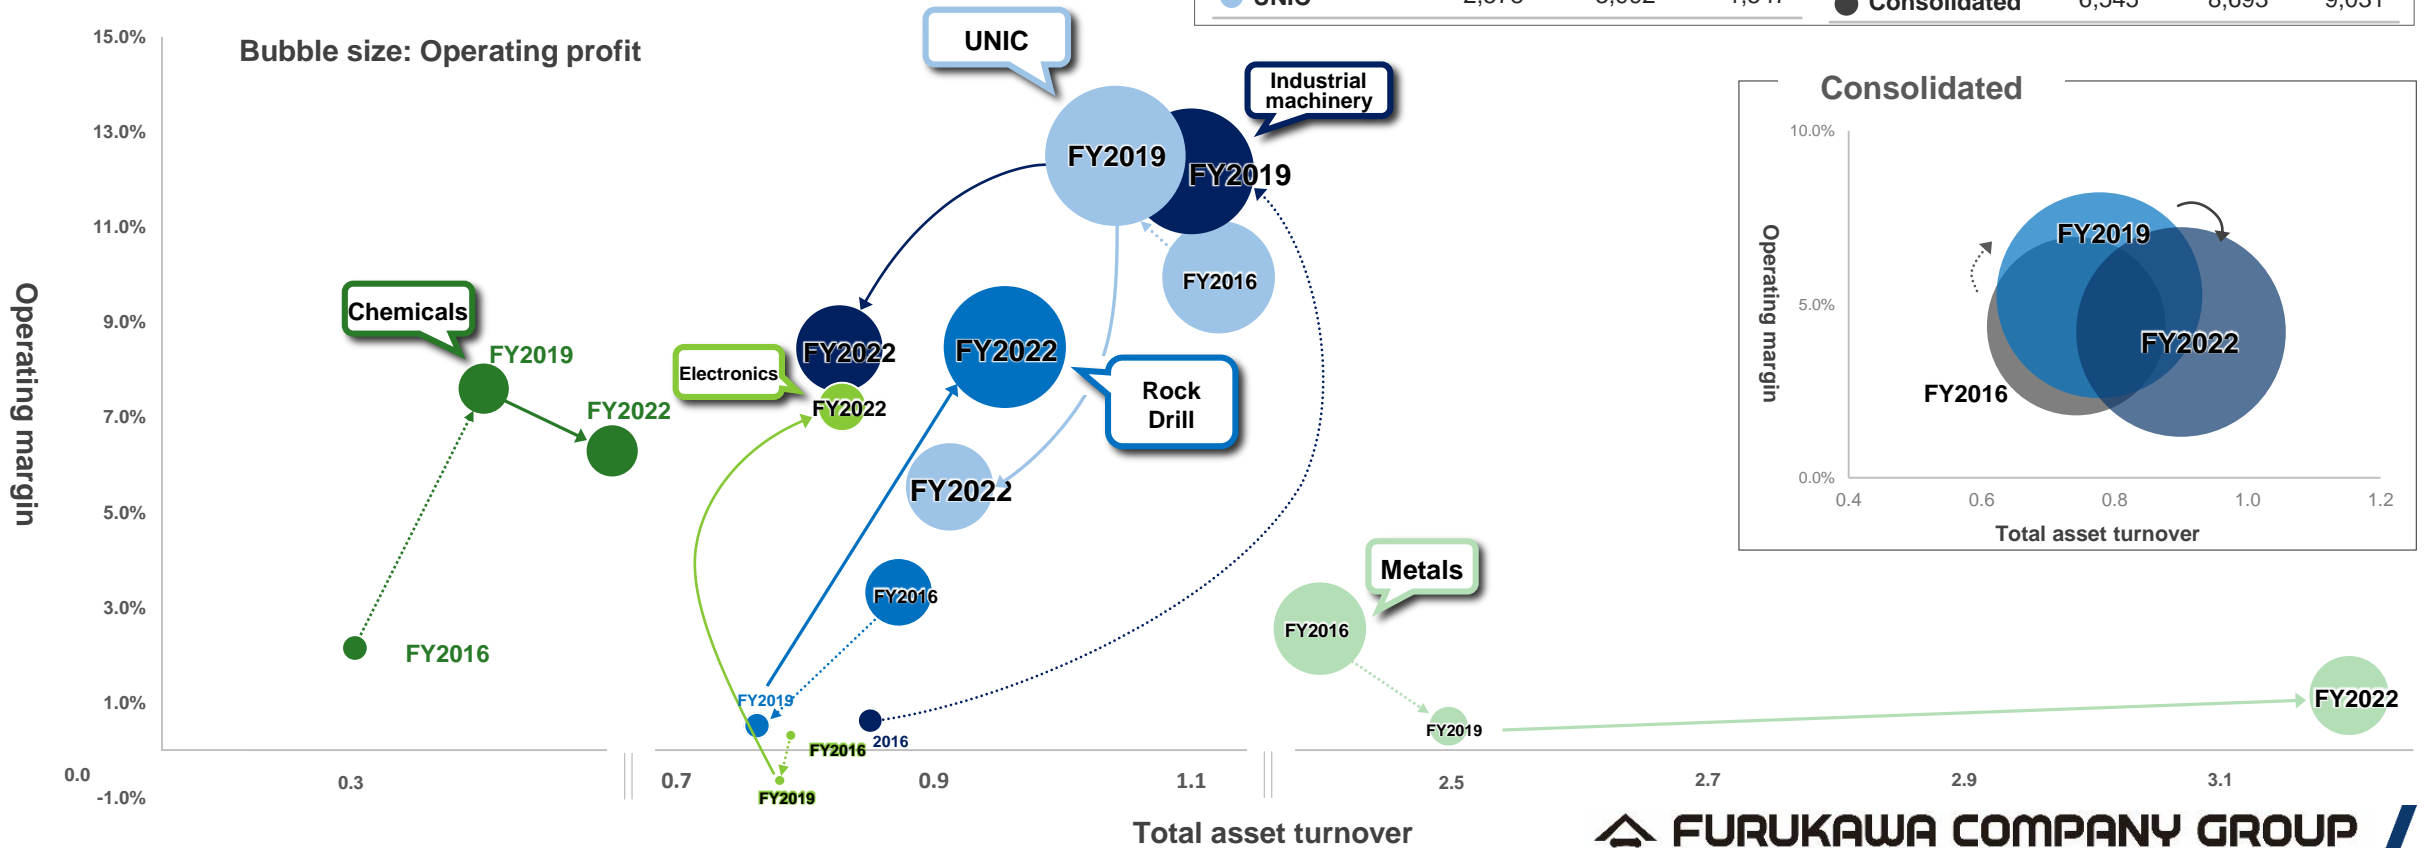 Consolidated
15.0%
Bubble size: Operating profit
UNIC
Industrial
machinery
Consolidated
13.0%
10.0%
FY2019
FY2019
11.0%
FY2019
Operating margin
FY2016
Chemicals
5.0%
9.0%
FY2019
FY2022
FY2022
FY2022
Electronics
FY2016
Rock
Drill
7.0%
FY2022
FY2022
0.0%
0.4
0.6
0.8
1.0
1.2
Total asset turnover
Operating margin
5.0%
FY2022
Metals
3.0%
FY2016
FY2016
FY2016
1.0%
FY2019
FY2016
2016
FY2019
FY2022
0.0
0.3
0.7
0.9
1.1
2.5
2.7
2.9
3.1
-1.0%
FY2019
Total asset turnover
FURUKAWA COMPANY GROUP